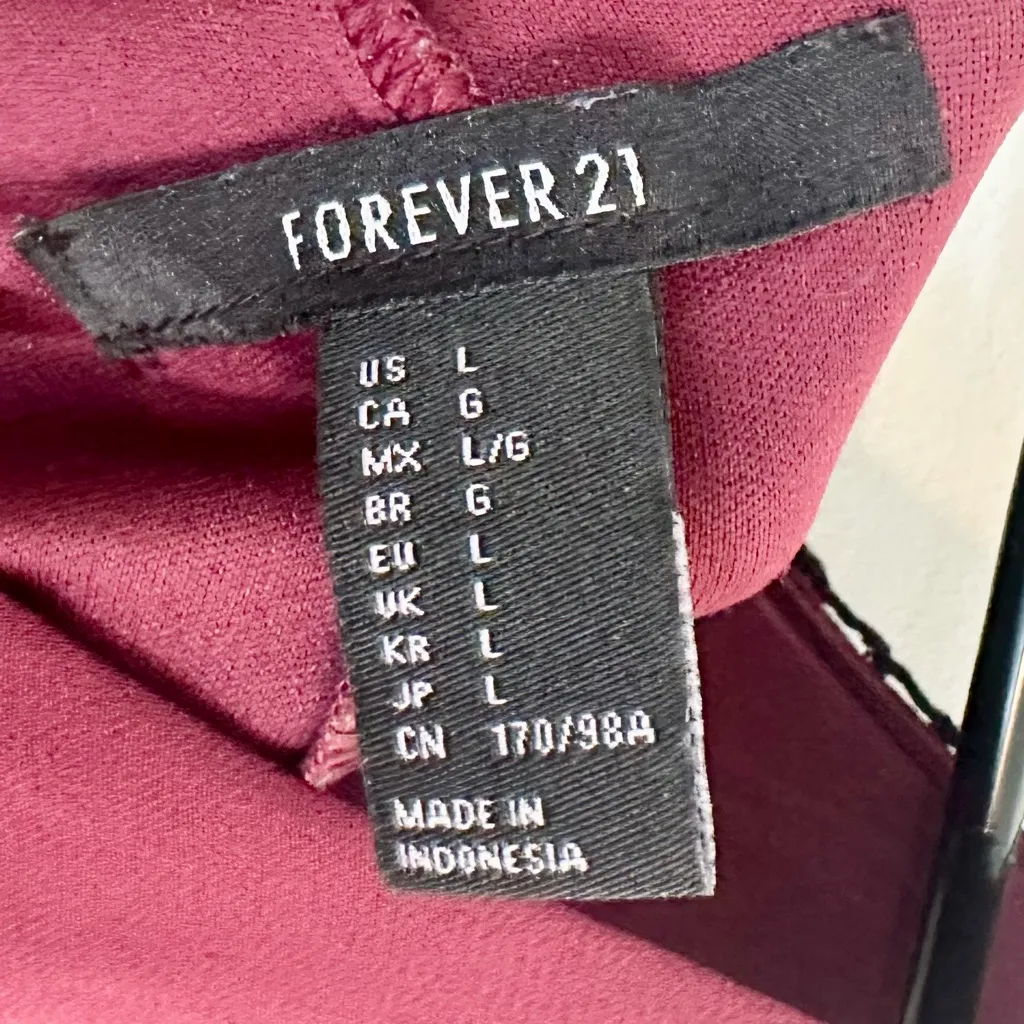 FOREVER 21
US L
CA G
MX L/G
BR G
EU L
UK L
KR L
JP L
CN 170/98A
MADE IN
INDONESIA